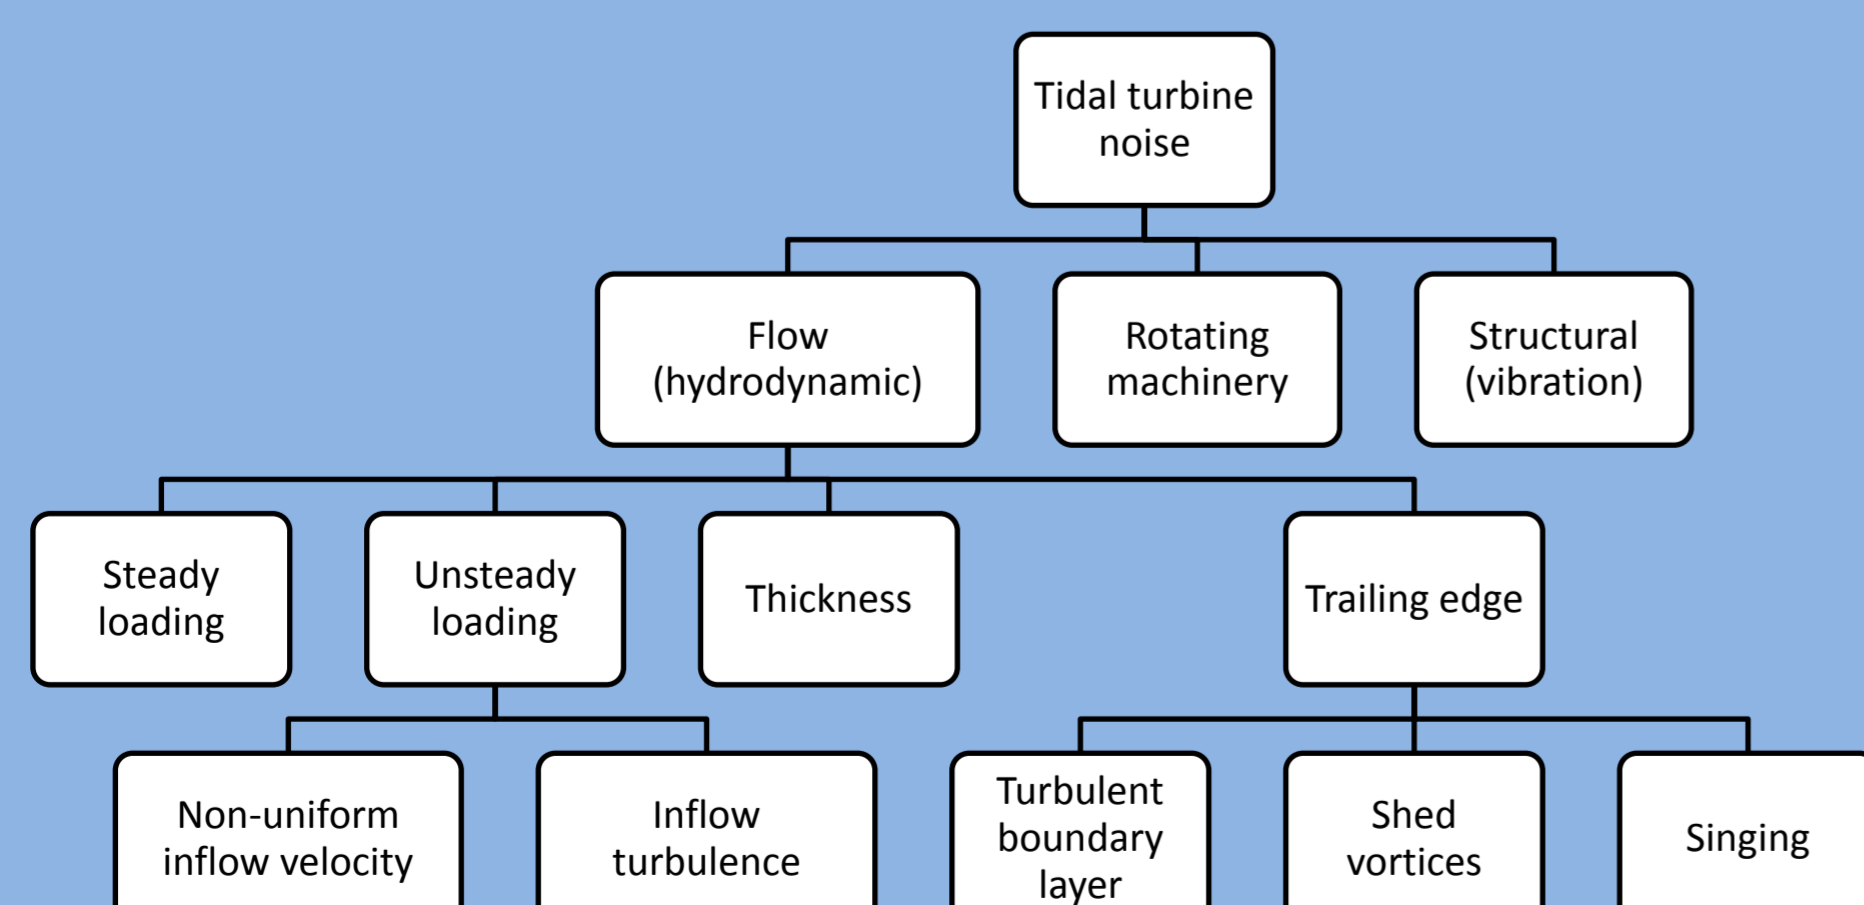 Tidal turbine
noise
Flow
(hydrodynamic)
Rotating
machinery
Structural
(vibration)
Steady
loading
Unsteady
loading
Thickness
Trailing edge
Non-uniform
inflow velocity
Inflow
turbulence
Turbulent
boundary
layer
Shed
vortices
Singing